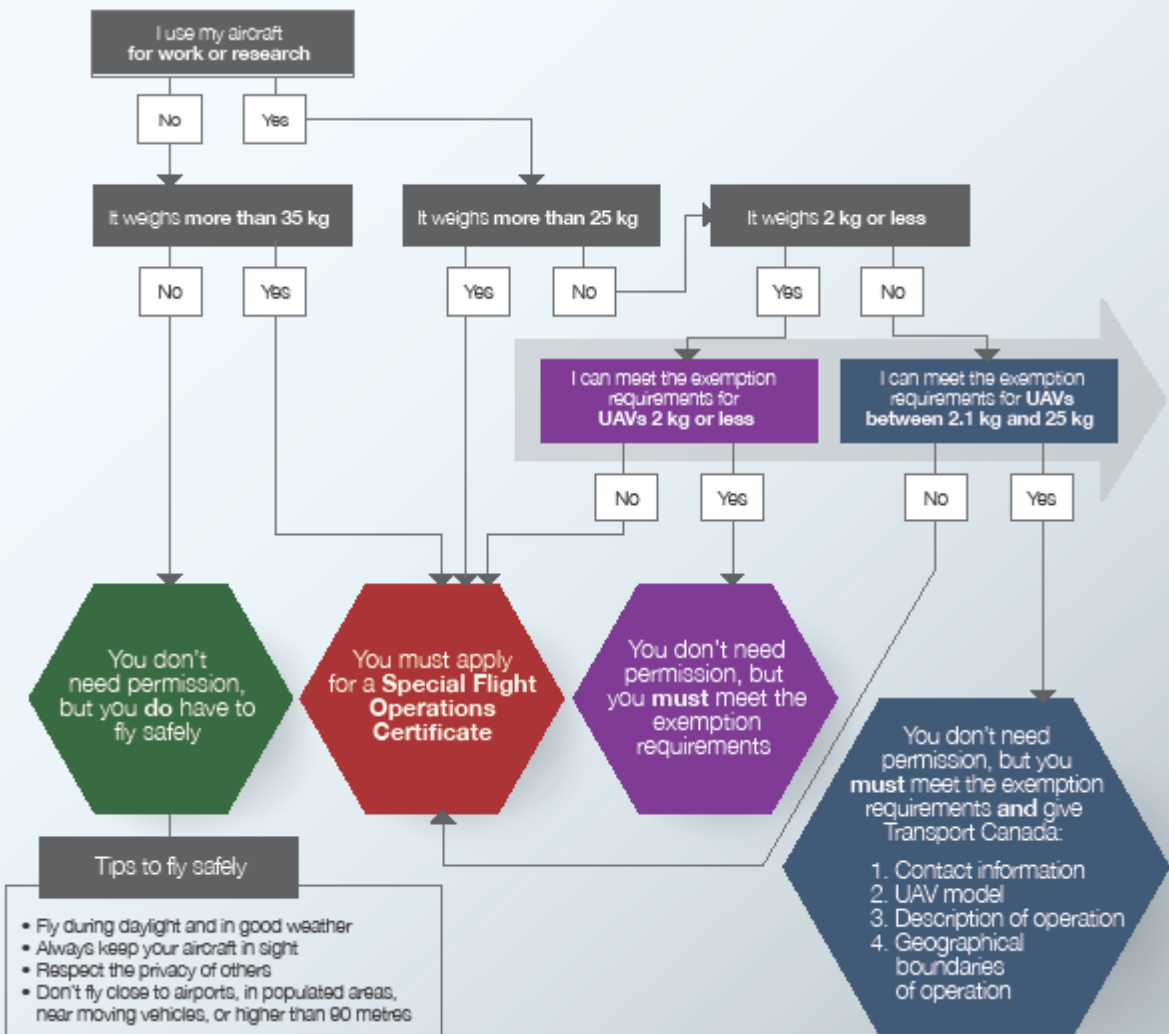 I use my aircraft
for work or research
No
Yes
It weighs more than 35 kg
It weighs more than 25 kg
It weighs 2 kg or less
No
Yes
Yes
No
Yes
No
I can meet the exemption
requirements for
UAVs 2 kg or less
I can meet the exemption
requirements for UAVs
between 2.1 kg and 25 kg
No
Yes
No
Yes
You don't
need permission,
but you do have to
fly safely
You must apply
for a Special Flight
Operations
Certificate
You don't need
permission, but
you must meet the
exemption
requirements
You don't need
permission, but you
must meet the exemption
requirements and give
Transport Canada:
1. Contact information
2. UAV model
3. Description of operation
4. Geographical
boundaries
of operation
Tips to fly safely
• Fly during daylight and in good weather
• Always keep your aircraft in sight
• Respect the privacy of others
• Don't fly close to airports, in populated areas,
near moving vehicles, or higher than 90 metres